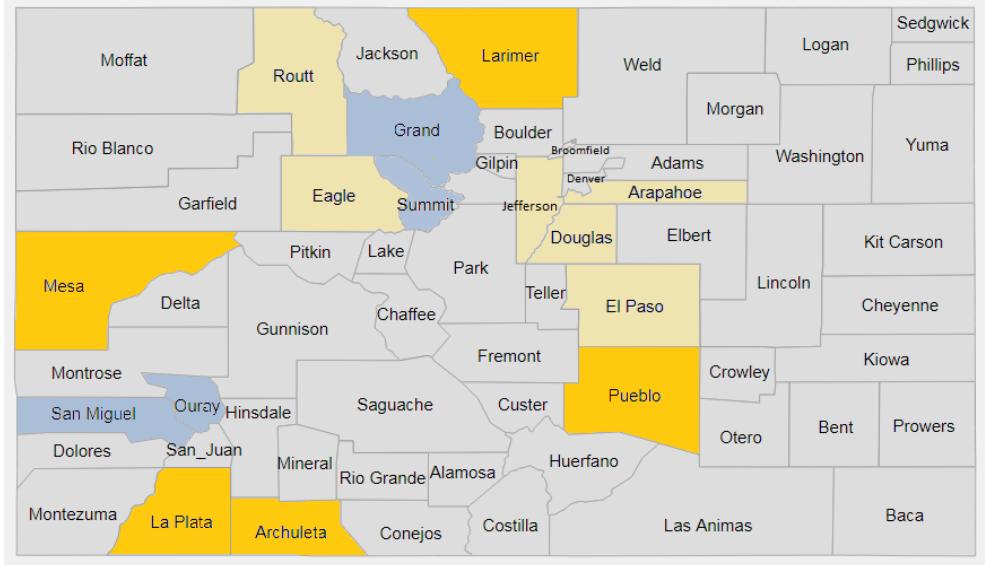 Sedgwick
Logan
Jackson
Moffat
Larimer
Weld
Phillips
Routt
Morgan
Grand
Boulder
Yuma
Rio Blanco
Broomfield
Washington
Gilpin
Adams
Denver
Eagle
Arapahoe
Garfield
Summit
Jefferson
Douglas
Elbert
Kit Carson
Pitkin
Lake
Park
Lincoln
Mesa
Teller
Delta
El Paso
Cheyenne
Chaffee
Gunnison
Fremont
Kiowa
Montrose
Crowley
Pueblo
Ouray
Saguache
Custer
San Miguel
Hinsdale
Bent
Prowers
Otero
Dolores
San_Juan
Mineral
Huerfano
Rio Grande
Alamosa
Montezuma
La Plata
Baca
Archuleta
Conejos
Costilla
Las Animas